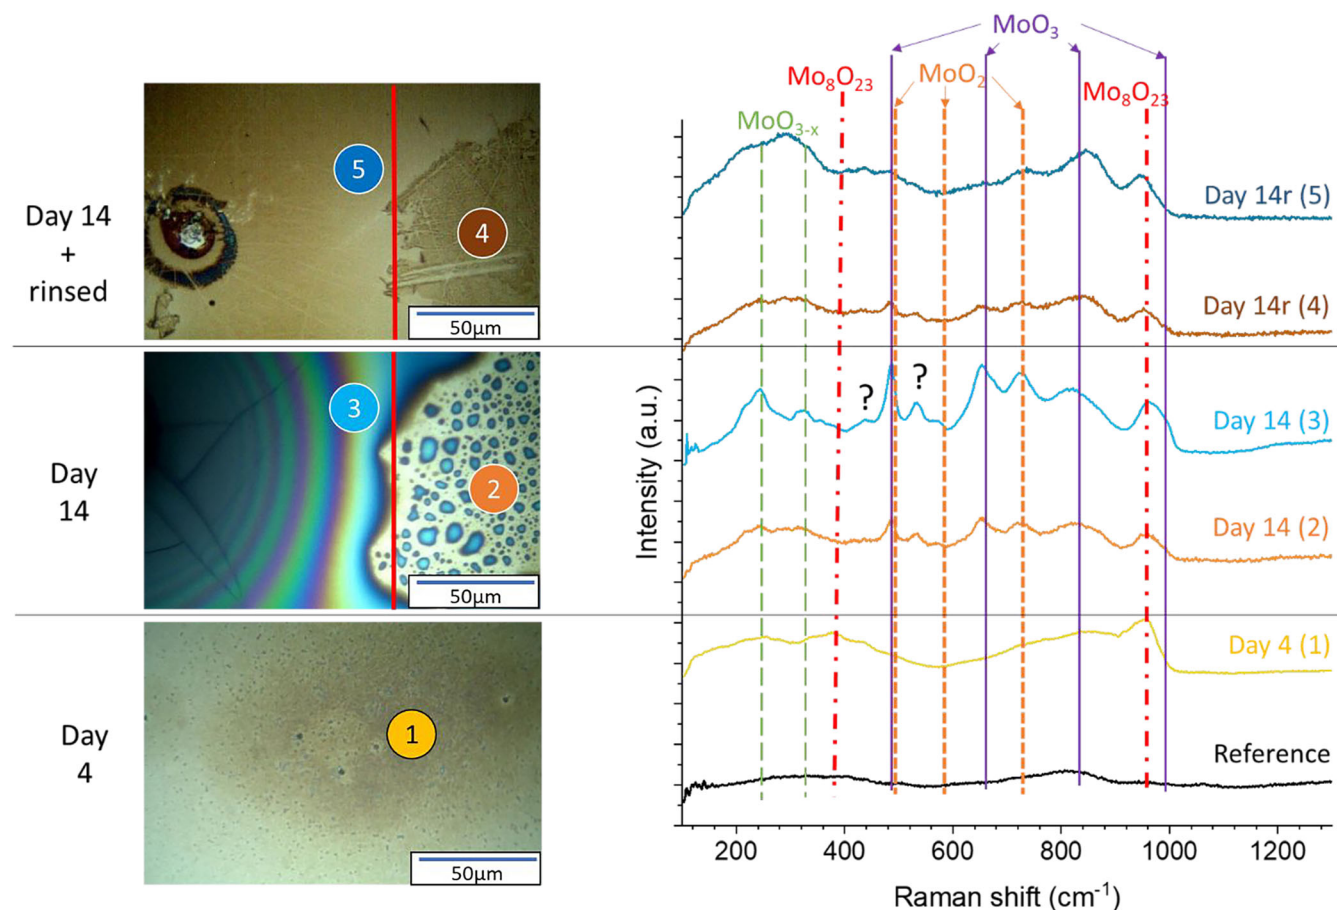 MoO3
Mo8O23
MoO2
Mo8O23
MoO3-x
Day 14
+
rinsed
5
4
50µm
Day 14r (5)
Day 14r (4)
Day
14
3
2
50µm
?
?
Day 14 (3)
Day 14 (2)
Day
4
1
50µm
Day 4 (1)
Reference
Intensity (a.u.)
200
400
600
800
1000
1200
Raman shift (cm-1)